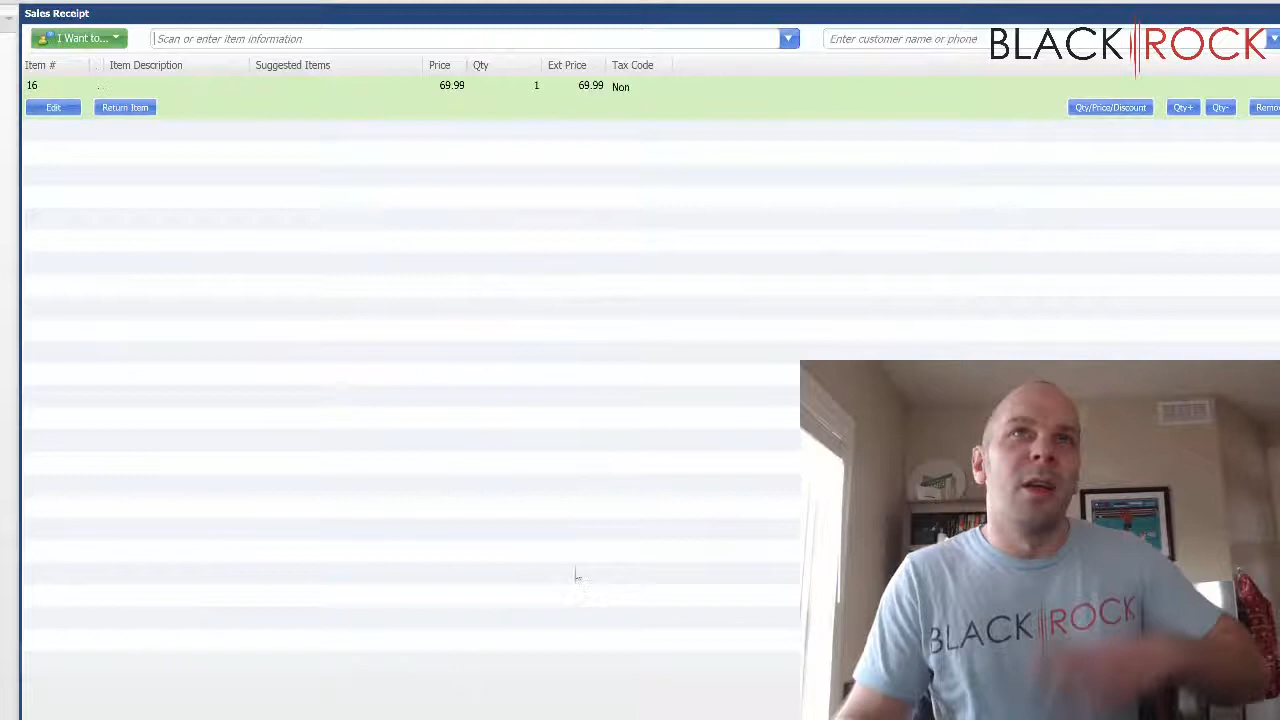 Sales Receipt
I Want to...
Scan or enter item information
Enter customer name or phone
BLACK ROCK
Item #
Item Description
Suggested Items
Price
Qty
Ext Price
Tax Code
16
..
69.99
1
69.99
Non
Edit
Return Item
Qty/Price/Discount
Qty+
Qty-
Remov
BLACK ROCK